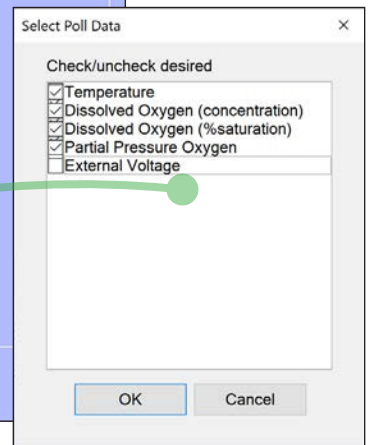 Select Poll Data
Check/uncheck desired
Temperature
Dissolved Oxygen (concentration)
Dissolved Oxygen (%saturation)
Partial Pressure Oxygen
External Voltage
OK
Cancel